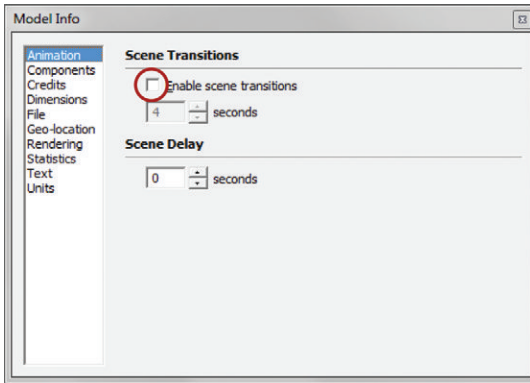 Model Info
Animation
Components
Credits
Dimensions
File
Geo-location
Rendering
Statistics
Text
Units
Scene Transitions
Enable scene transitions
4 seconds
Scene Delay
0 seconds